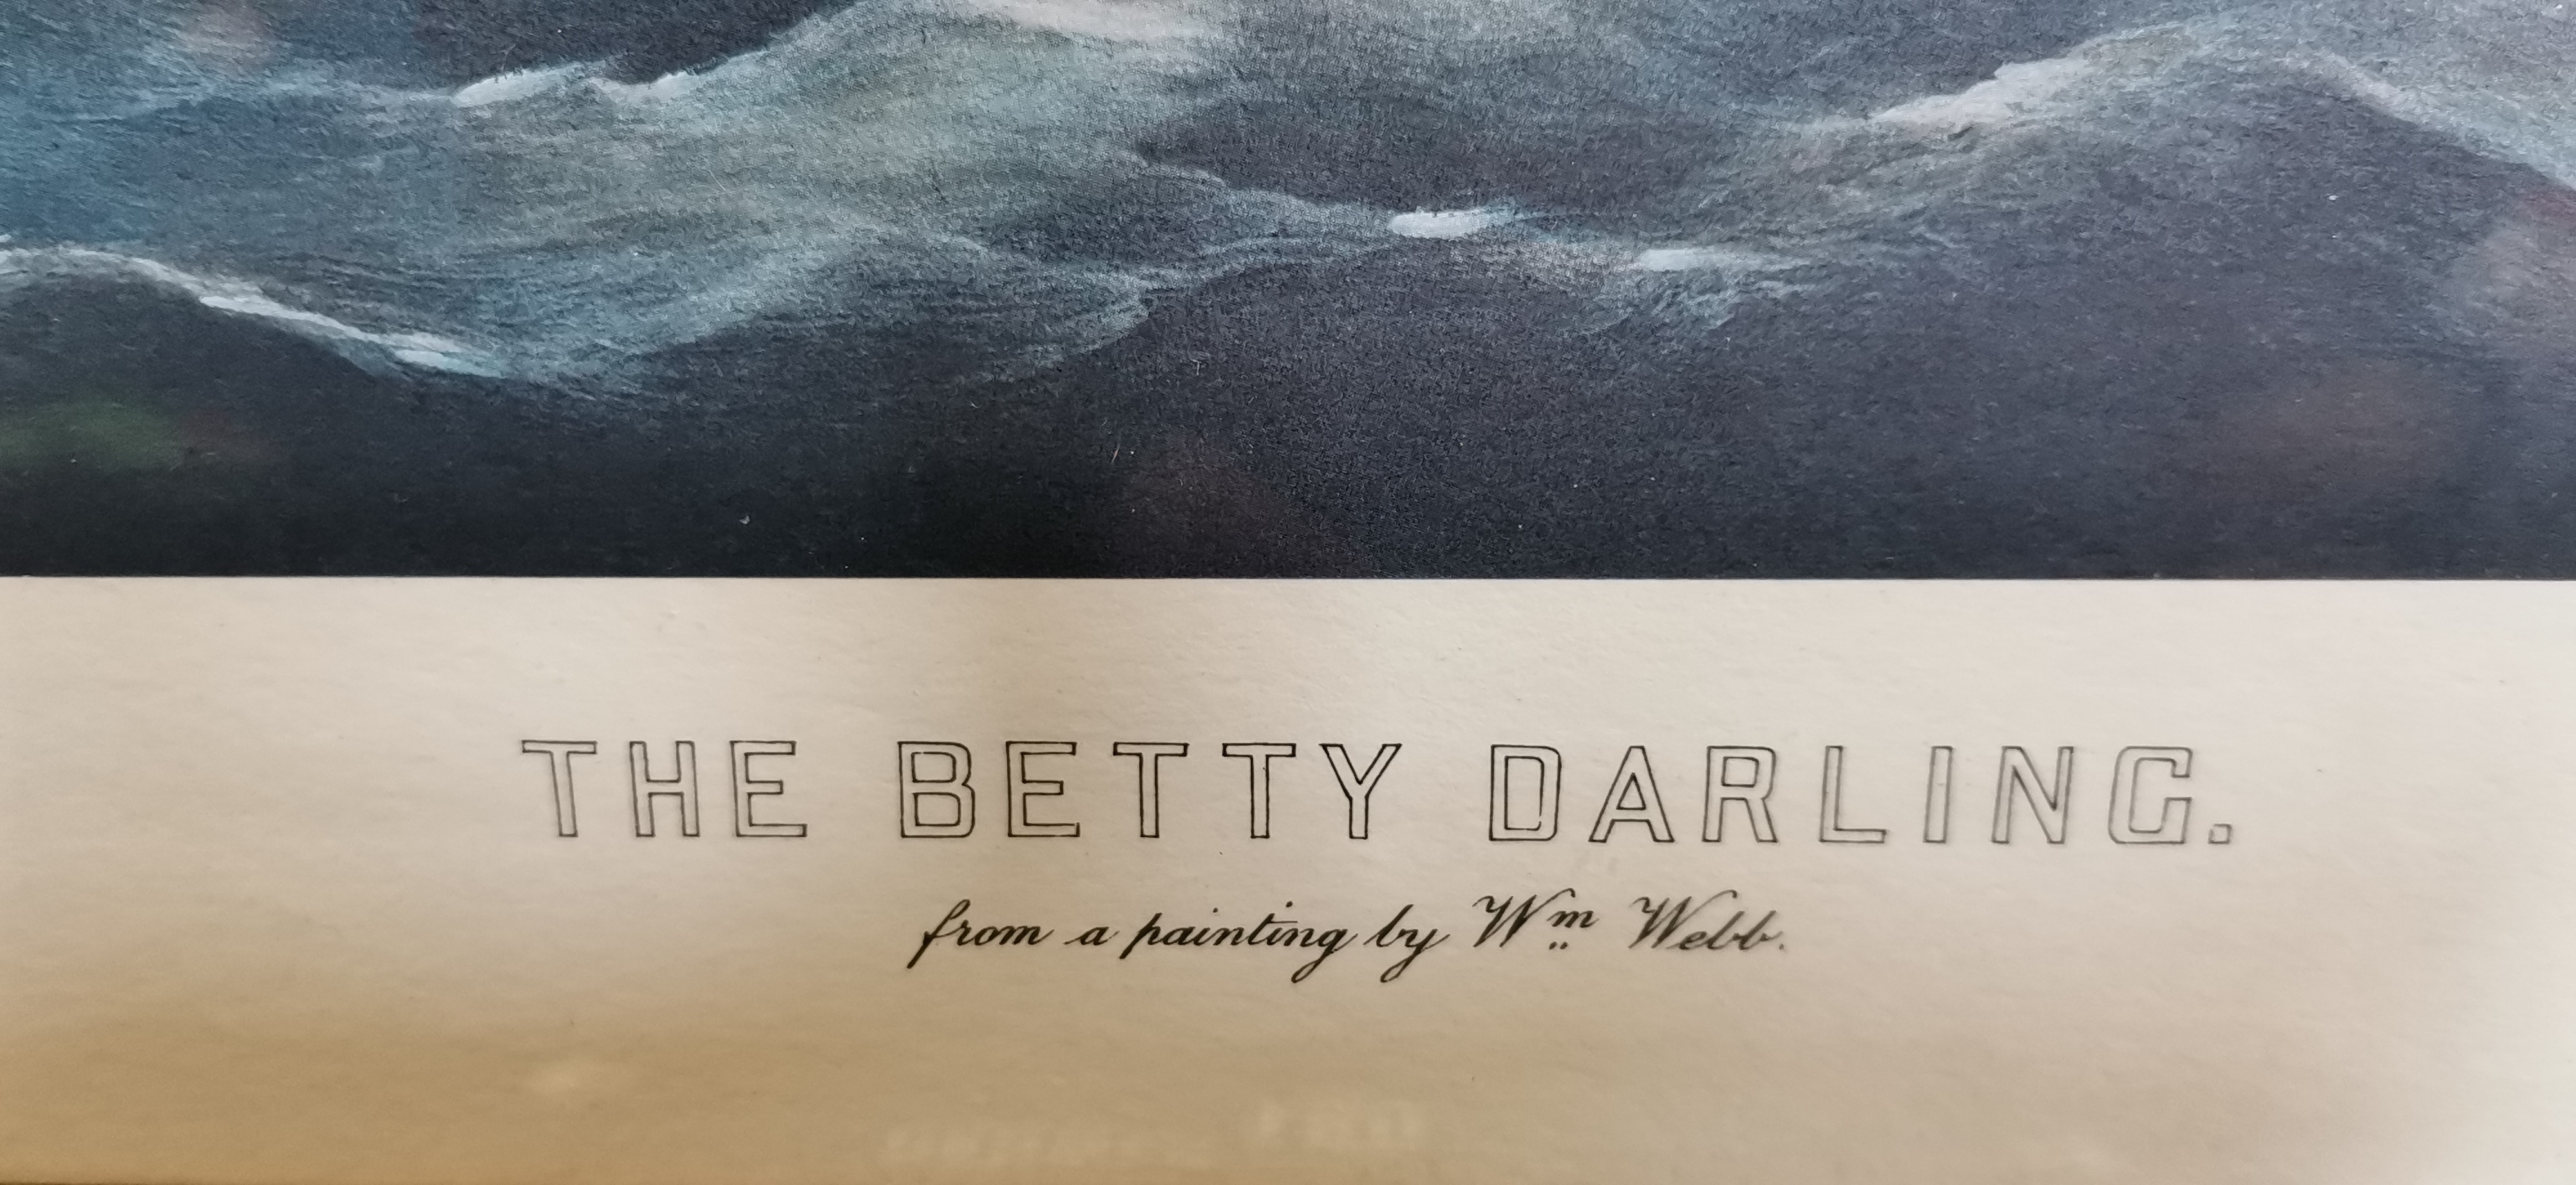 THE BETTY DARLING.
from a painting by Wm Webb.